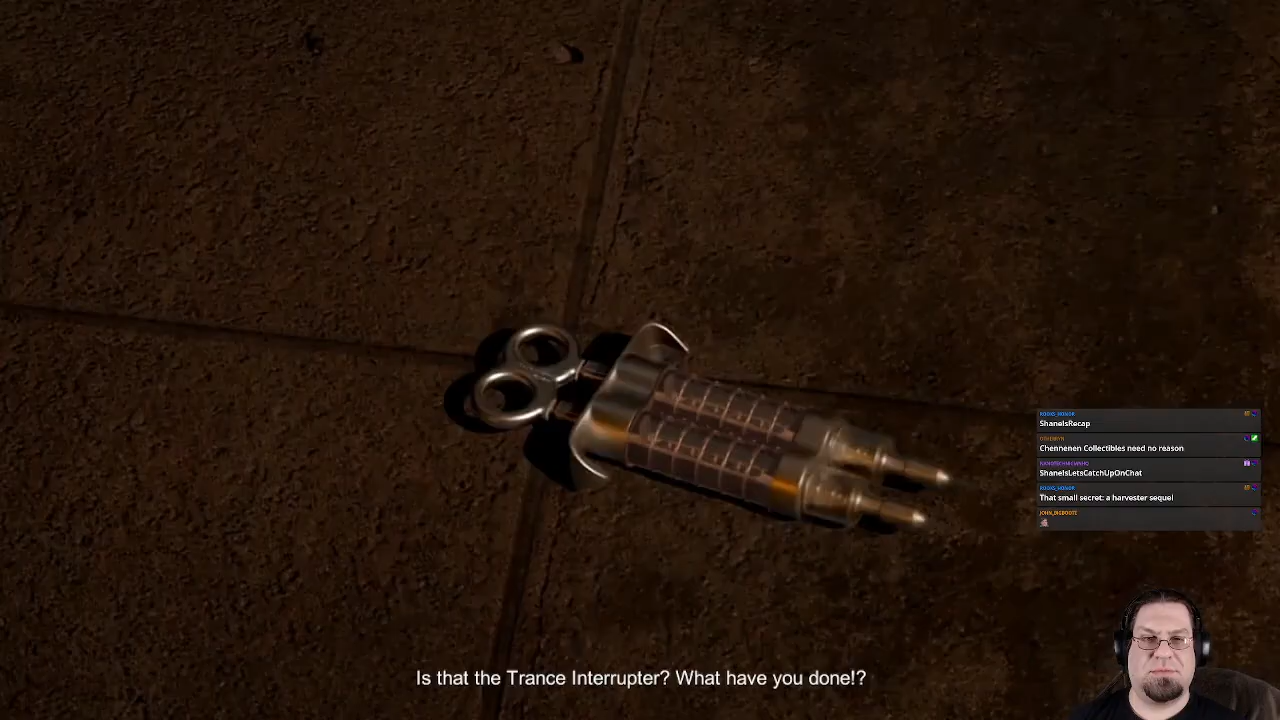 ShaneIsRecap
Chennenen Collectibles need no reason
ShaneIsLetsCatchUpOnChat
That small secret: a harvester sequel
JOHN_BIGBOOTE
Is that the Trance Interrupter? What have you done!?